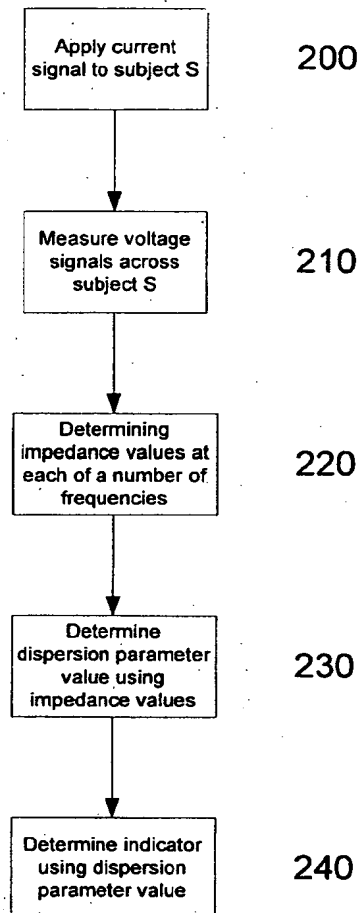 Apply current
signal to subject S
200
Measure voltage
signals across
subject S
210
Determining
impedance values at
each of a number of
frequencies
220
Determine
dispersion parameter
value using
impedance values
230
Determine indicator
using dispersion
parameter value
240